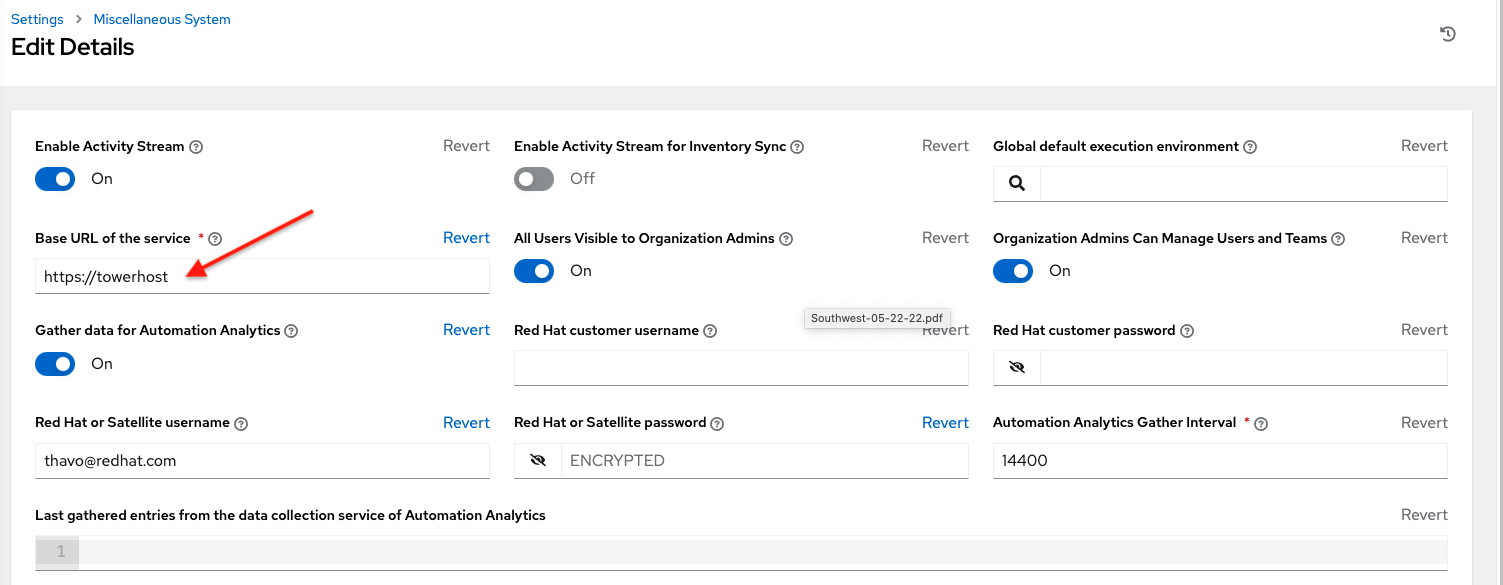 Settings > Miscellaneous System
Edit Details
Enable Activity Stream Revert
On
Enable Activity Stream for Inventory Sync Revert
Off
Global default execution environment Revert
Base URL of the service * Revert
https://towerhost
All Users Visible to Organization Admins Revert
On
Organization Admins Can Manage Users and Teams Revert
On
Gather data for Automation Analytics Revert
On
Southwest-05-22-22.pdf
Red Hat customer username Revert
Red Hat customer password Revert
Red Hat or Satellite username Revert
thavo@redhat.com
Red Hat or Satellite password Revert
ENCRYPTED
Automation Analytics Gather Interval * Revert
14400
Last gathered entries from the data collection service of Automation Analytics Revert
1